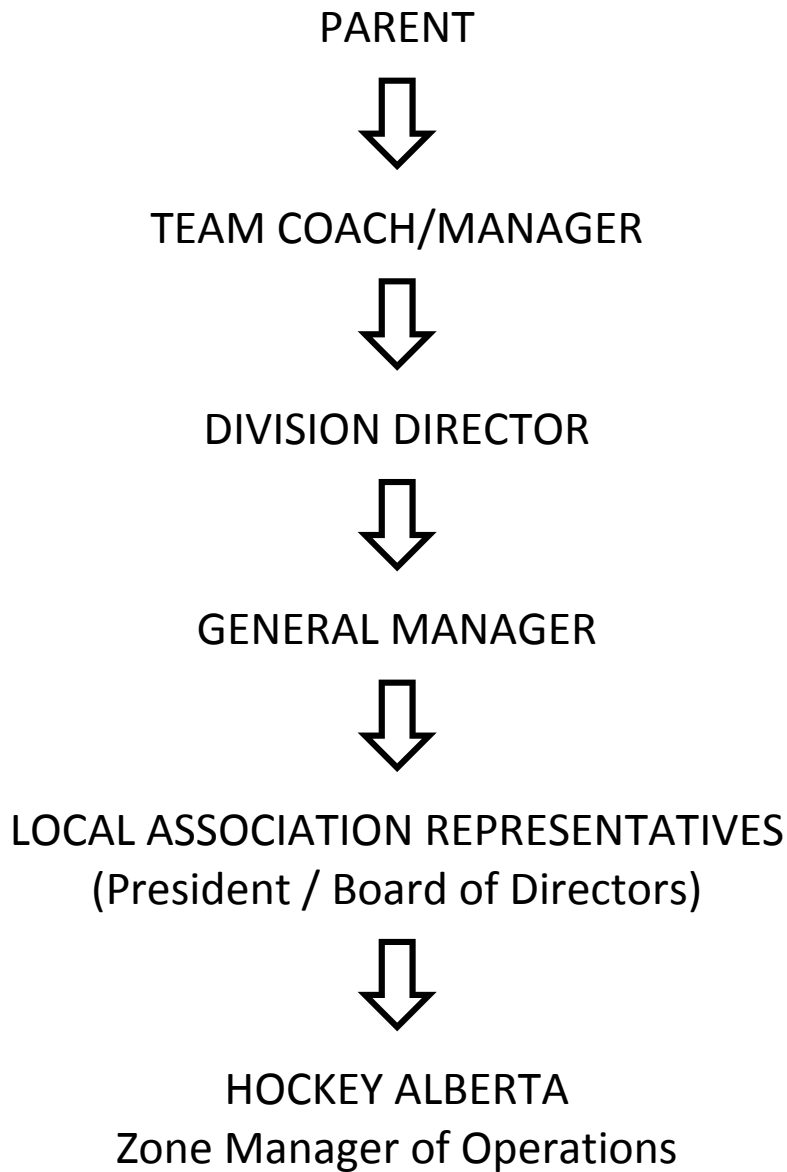 PARENT
TEAM COACH/MANAGER
DIVISION DIRECTOR
GENERAL MANAGER
LOCAL ASSOCIATION REPRESENTATIVES
(President / Board of Directors)
HOCKEY ALBERTA
Zone Manager of Operations